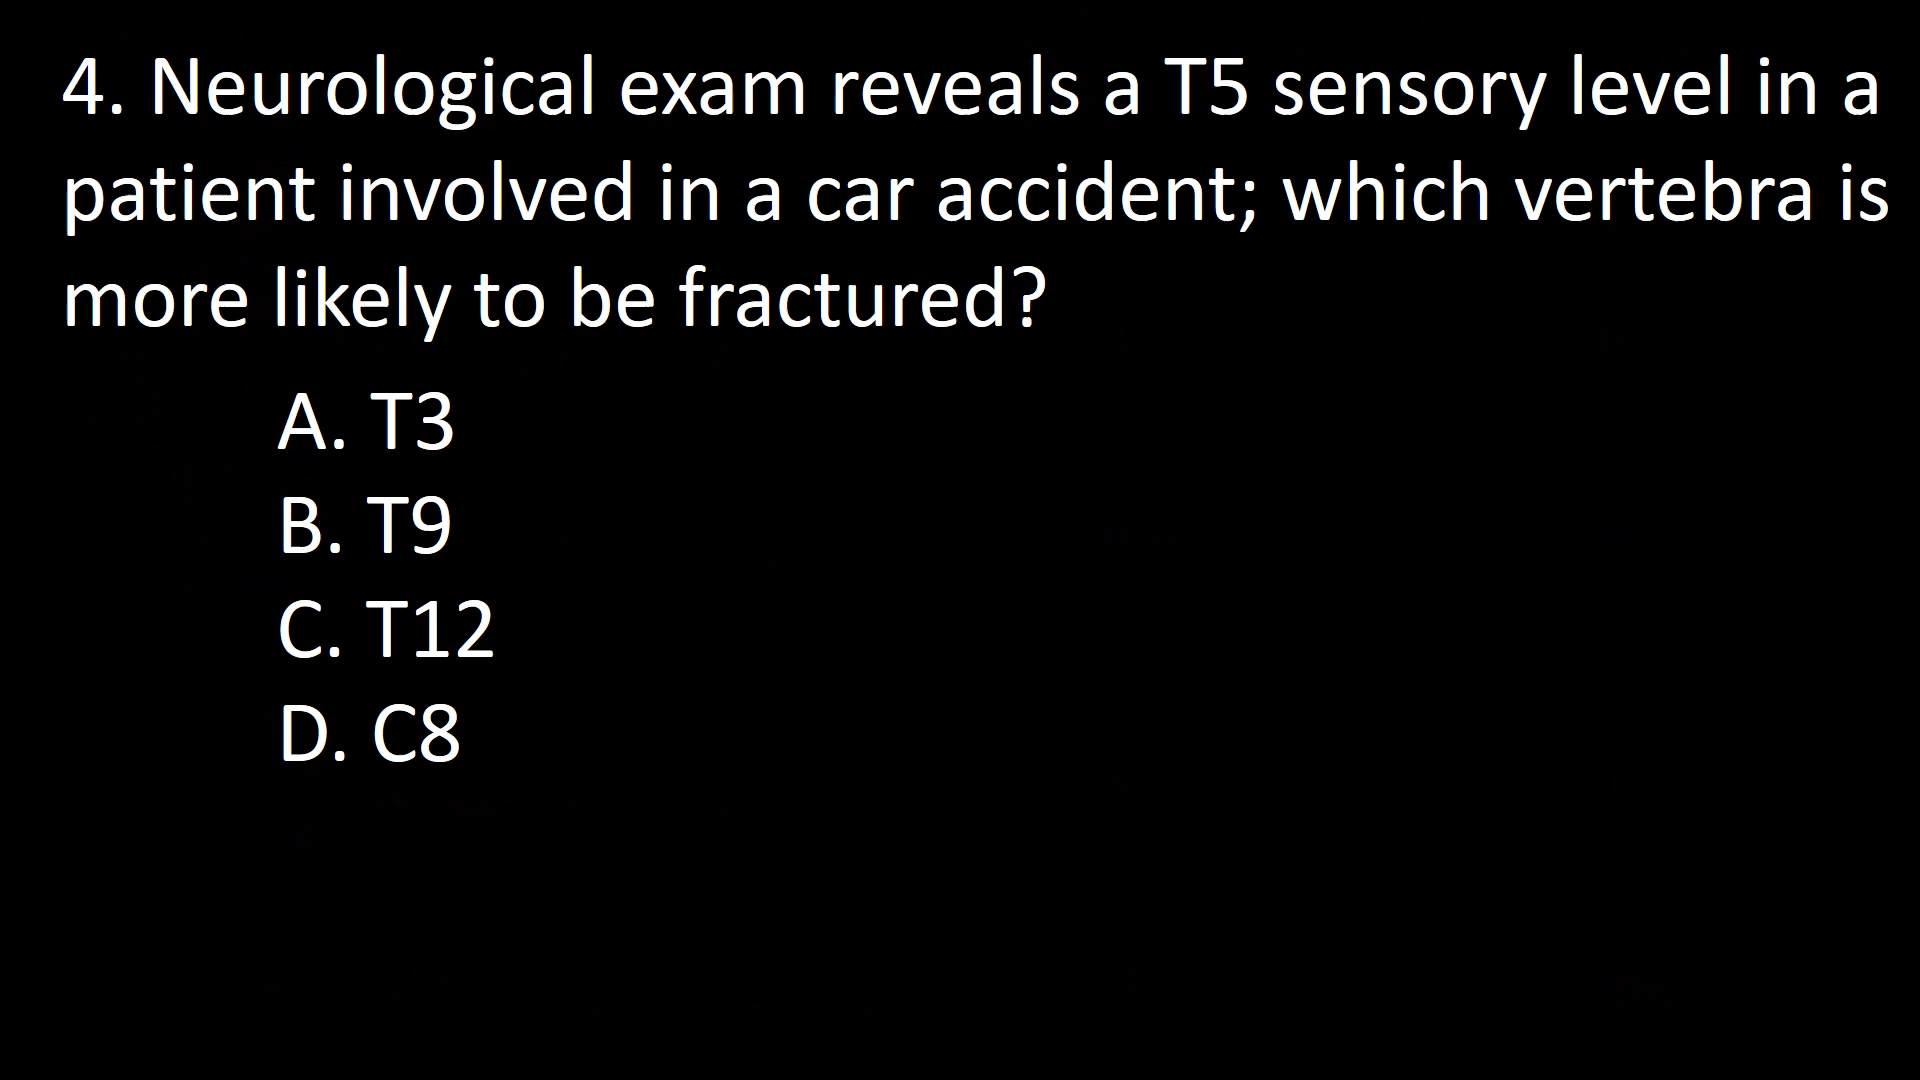 4. Neurological exam reveals a T5 sensory level in a
patient involved in a car accident; which vertebra is
more likely to be fractured?
A. T3
B. T9
C. T12
D. C8